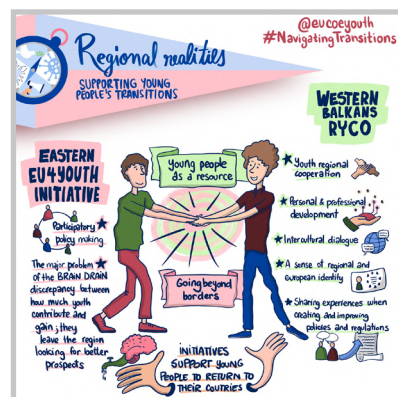 @eucoeyouth
#NavigatingTransitions
Regional realities
SUPPORTING YOUNG
PEOPLE'S TRANSITIONS
WESTERN
BALKANS
RYCO
EASTERN
EU4YOUTH
INITIATIVE
Young people
as a resource
Youth regional
cooperation
Personal & professional
development
Participatory
policy making
Intercultural dialogue
The major problem
of the BRAIN DRAIN
discrepancy between
how much youth
contribute and
gain; they
leave the region
looking for better
prospects
A sense of regional and
european identity
Going beyond
borders
Sharing experiences when
creating and improving
policies and regulations
INITIATIVES
SUPPORT YOUNG
PEOPLE TO RETURN TO
THEIR COUTRIES